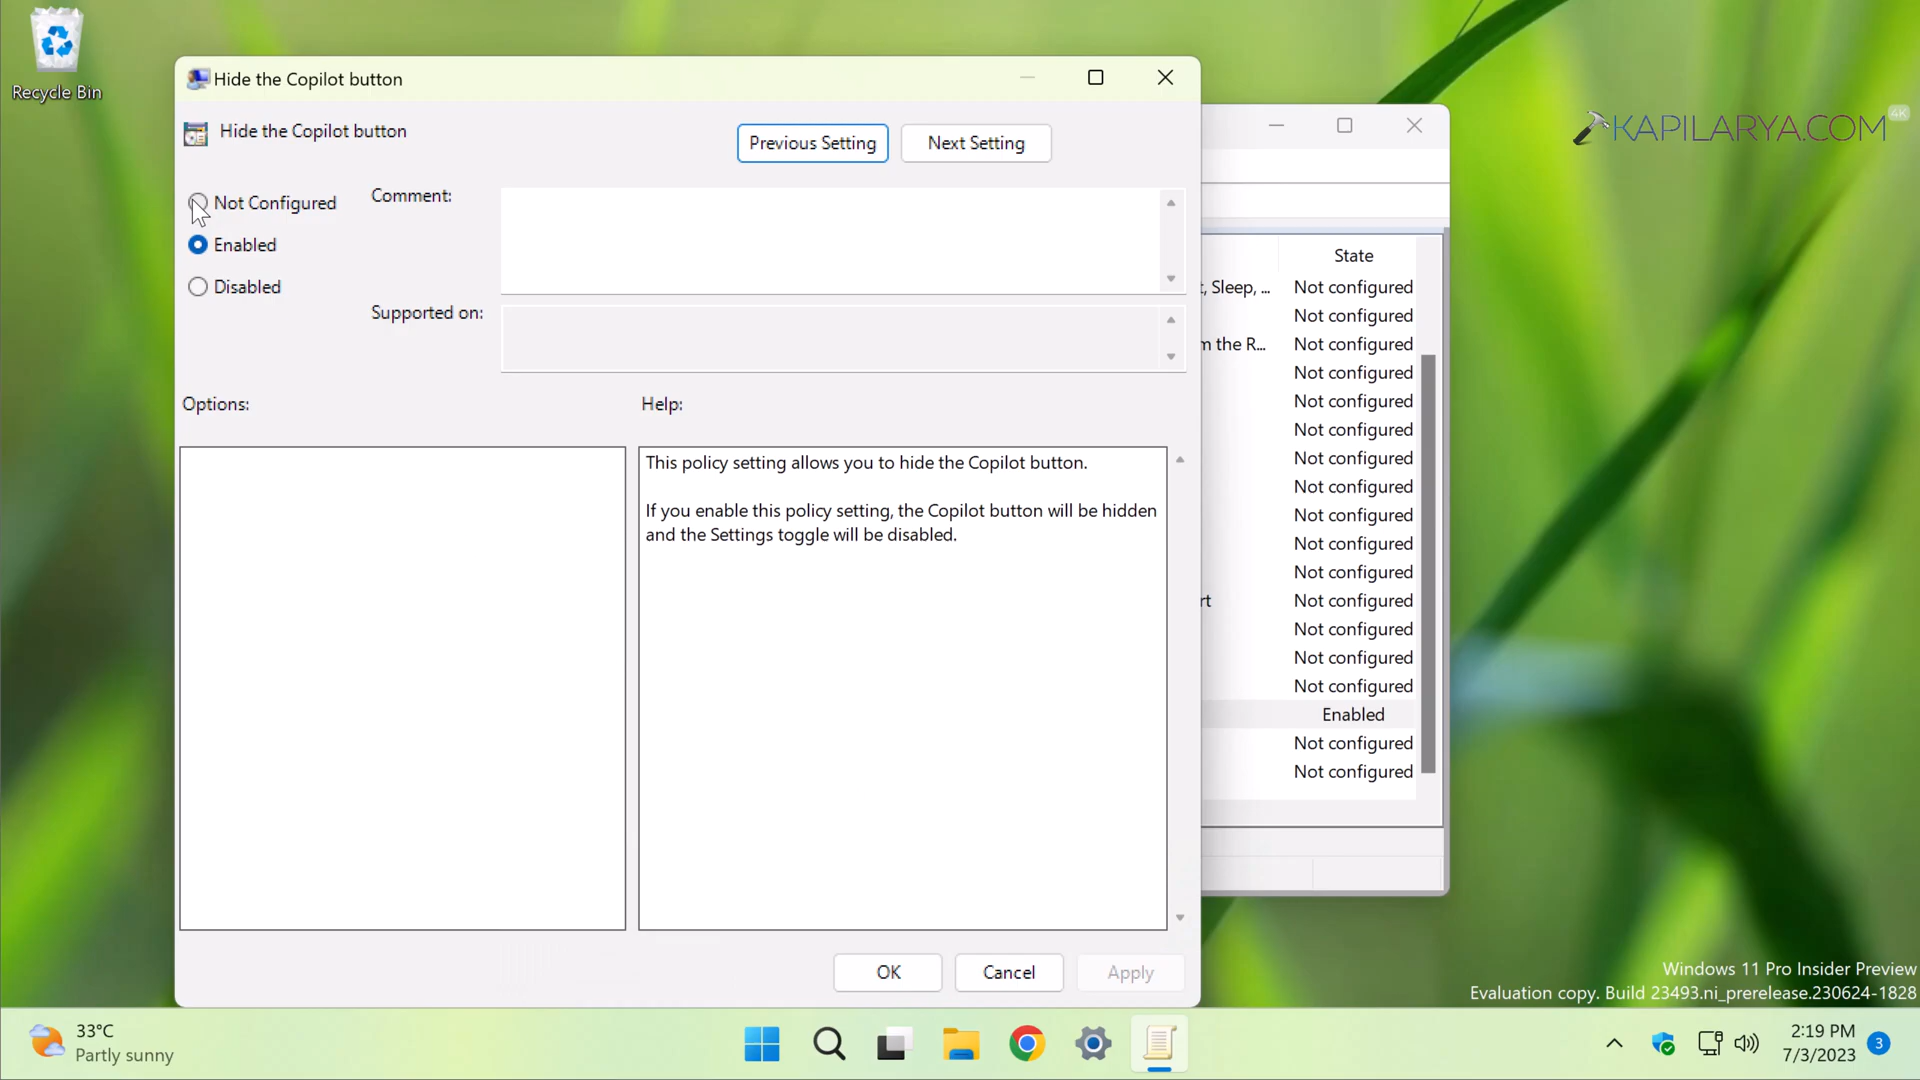 Recycle Bin
Hide the Copilot button
Hide the Copilot button
Previous Setting
Next Setting
Not Configured
Comment:
Enabled
Disabled
Supported on:
Options:
Help:
This policy setting allows you to hide the Copilot button.
If you enable this policy setting, the Copilot button will be hidden
and the Settings toggle will be disabled.
OK
Cancel
Apply
State
, Sleep, ... Not configured
Not configured
the R... Not configured
Not configured
Not configured
Not configured
Not configured
Not configured
Not configured
Not configured
Not configured
Not configured
Not configured
Not configured
Not configured
Enabled
Not configured
Not configured
KAPILARYA.COM
4K
Windows 11 Pro Insider Preview
Evaluation copy. Build 23493.ni_prerelease.230624-1828
33°C
Partly sunny
2:19 PM
7/3/2023
3